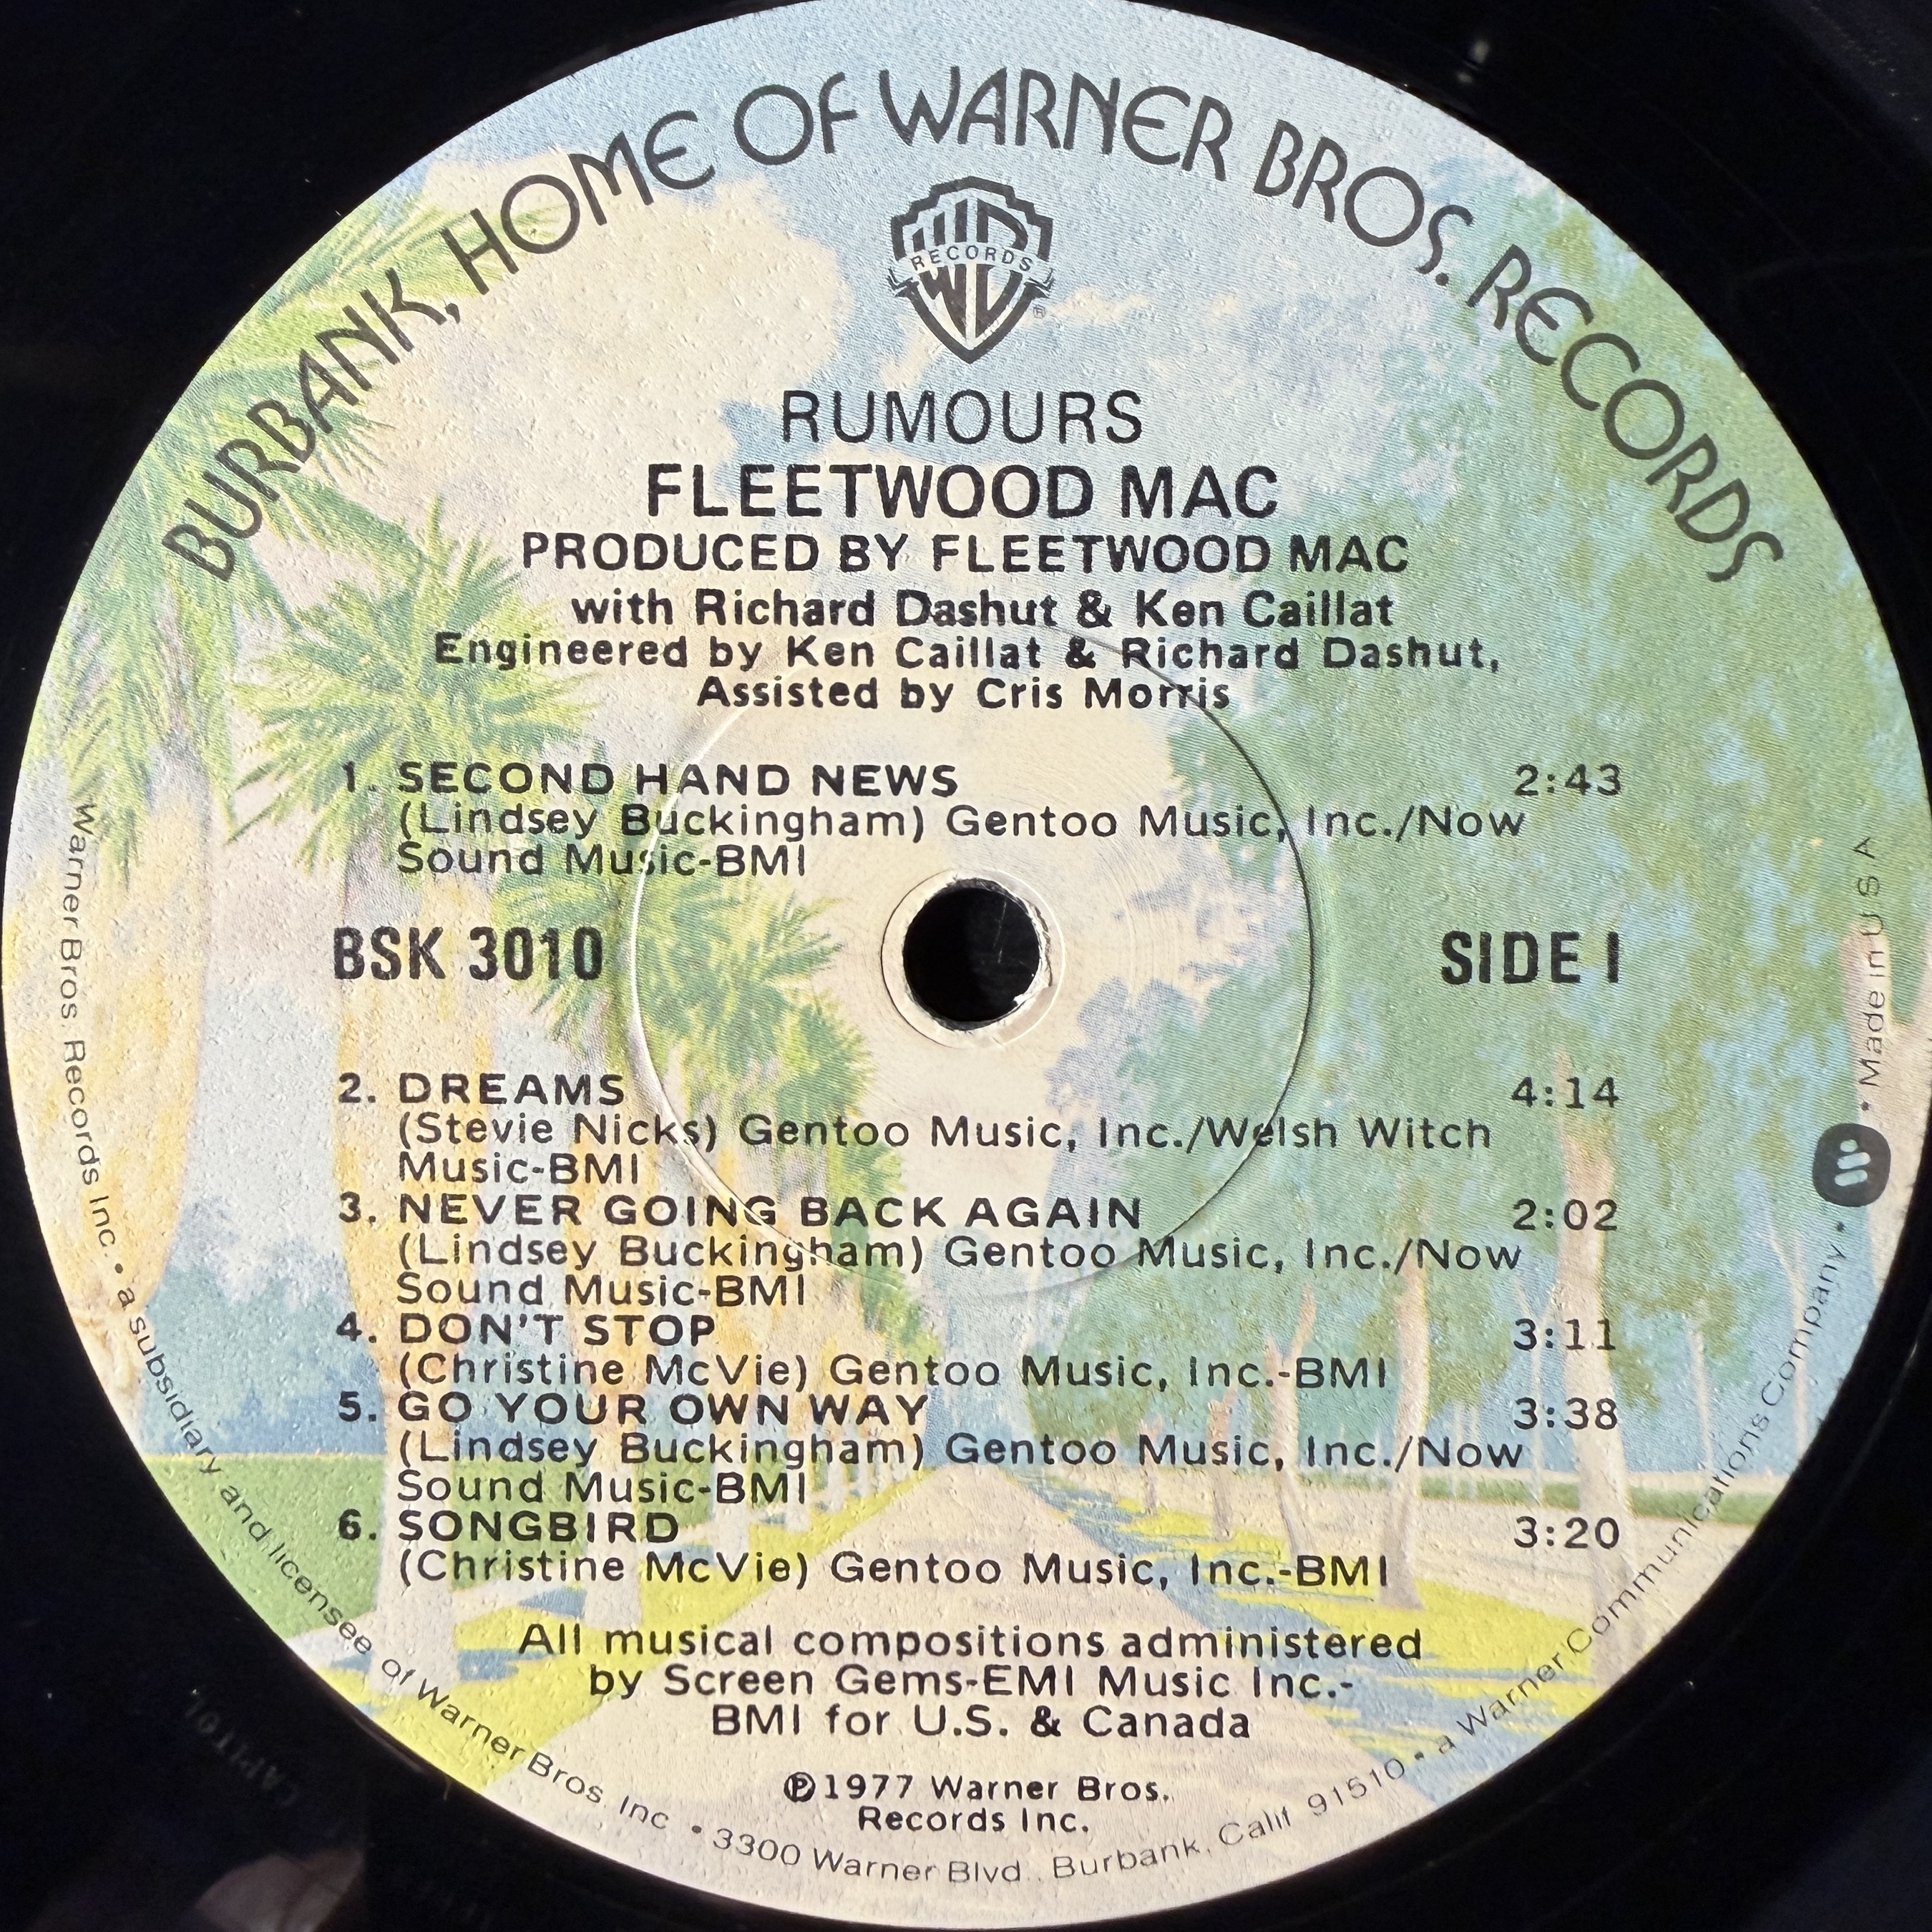 BURBANK, HOME OF WARNER BROS. RECORDS
WB
RECORDS
®
RUMOURS
FLEETWOOD MAC
PRODUCED BY FLEETWOOD MAC
with Richard Dashut & Ken Caillat
Engineered by Ken Caillat & Richard Dashut,
Assisted by Cris Morris
1. SECOND HAND NEWS 2:43
(Lindsey Buckingham) Gentoo Music, Inc./Now
Sound Music-BMI
BSK 3010 SIDE I
2. DREAMS 4:14
(Stevie Nicks) Gentoo Music, Inc./Welsh Witch
Music-BMI
3. NEVER GOING BACK AGAIN 2:02
(Lindsey Buckingham) Gentoo Music, Inc./Now
Sound Music-BMI
4. DON'T STOP 3:11
(Christine McVie) Gentoo Music, Inc.-BMI
5. GO YOUR OWN WAY 3:38
(Lindsey Buckingham) Gentoo Music, Inc./Now
Sound Music-BMI
6. SONGBIRD 3:20
(Christine McVie) Gentoo Music, Inc.-BMI
All musical compositions administered
by Screen Gems-EMI Music Inc.-
BMI for U.S. & Canada
℗1977 Warner Bros.
Records Inc.
Warner Bros. Records Inc. • a subsidiary and licensee of Warner Bros. Inc • 3300 Warner Blvd., Burbank, Calif 91510 • a Warner Communications Company • • Made in U S A
CAPITOL